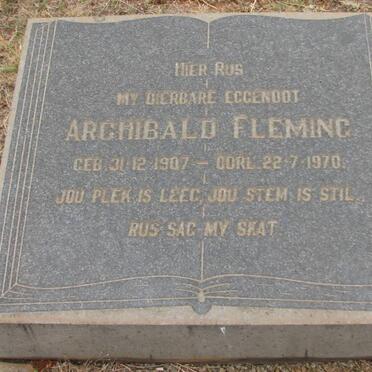 HIER RUS
MY DIERBARE EGGENOOT
ARCHIBALD FLEMING
GEB. 31-12-1907 — OORL. 22-7-1970.
JOU PLEK IS LEEG, JOU STEM IS STIL,
RUS SAG MY SKAT